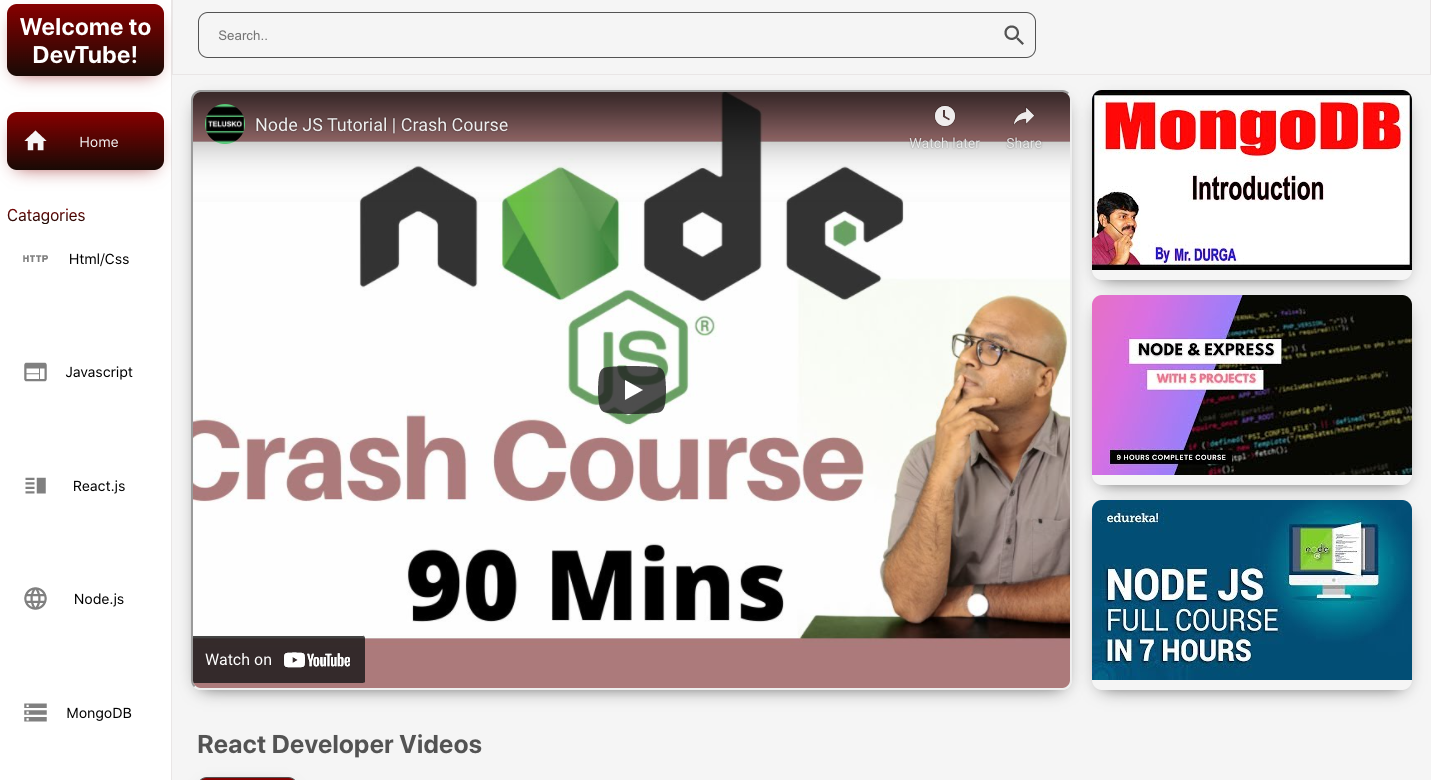 Welcome to
DevTube!
Search..
Home
Catagories
HTTP Html/Css
Javascript
React.js
Node.js
MongoDB
TELUSKO
Node JS Tutorial | Crash Course
Watch later
Share
node
JS
®
Crash Course
90 Mins
Watch on YouTube
MongoDB
Introduction
By Mr. DURGA
NODE & EXPRESS
WITH 5 PROJECTS
9 HOURS COMPLETE COURSE
edureka!
node
NODE JS
FULL COURSE
IN 7 HOURS
React Developer Videos